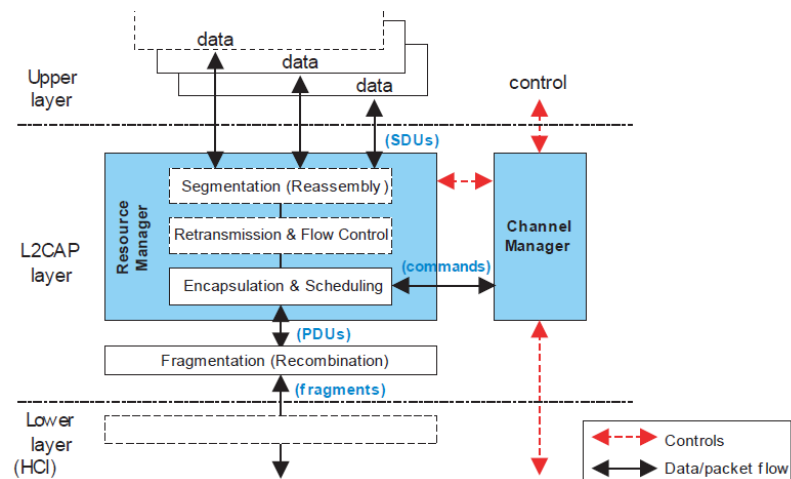 data
data
data
Upper
layer
control
(SDUs)
Resource
Manager
Segmentation (Reassembly)
Retransmission & Flow Control
Encapsulation & Scheduling
L2CAP
layer
Channel
Manager
(commands)
(PDUs)
Fragmentation (Recombination)
(fragments)
Lower
layer
(HCI)
Controls
Data/packet flow